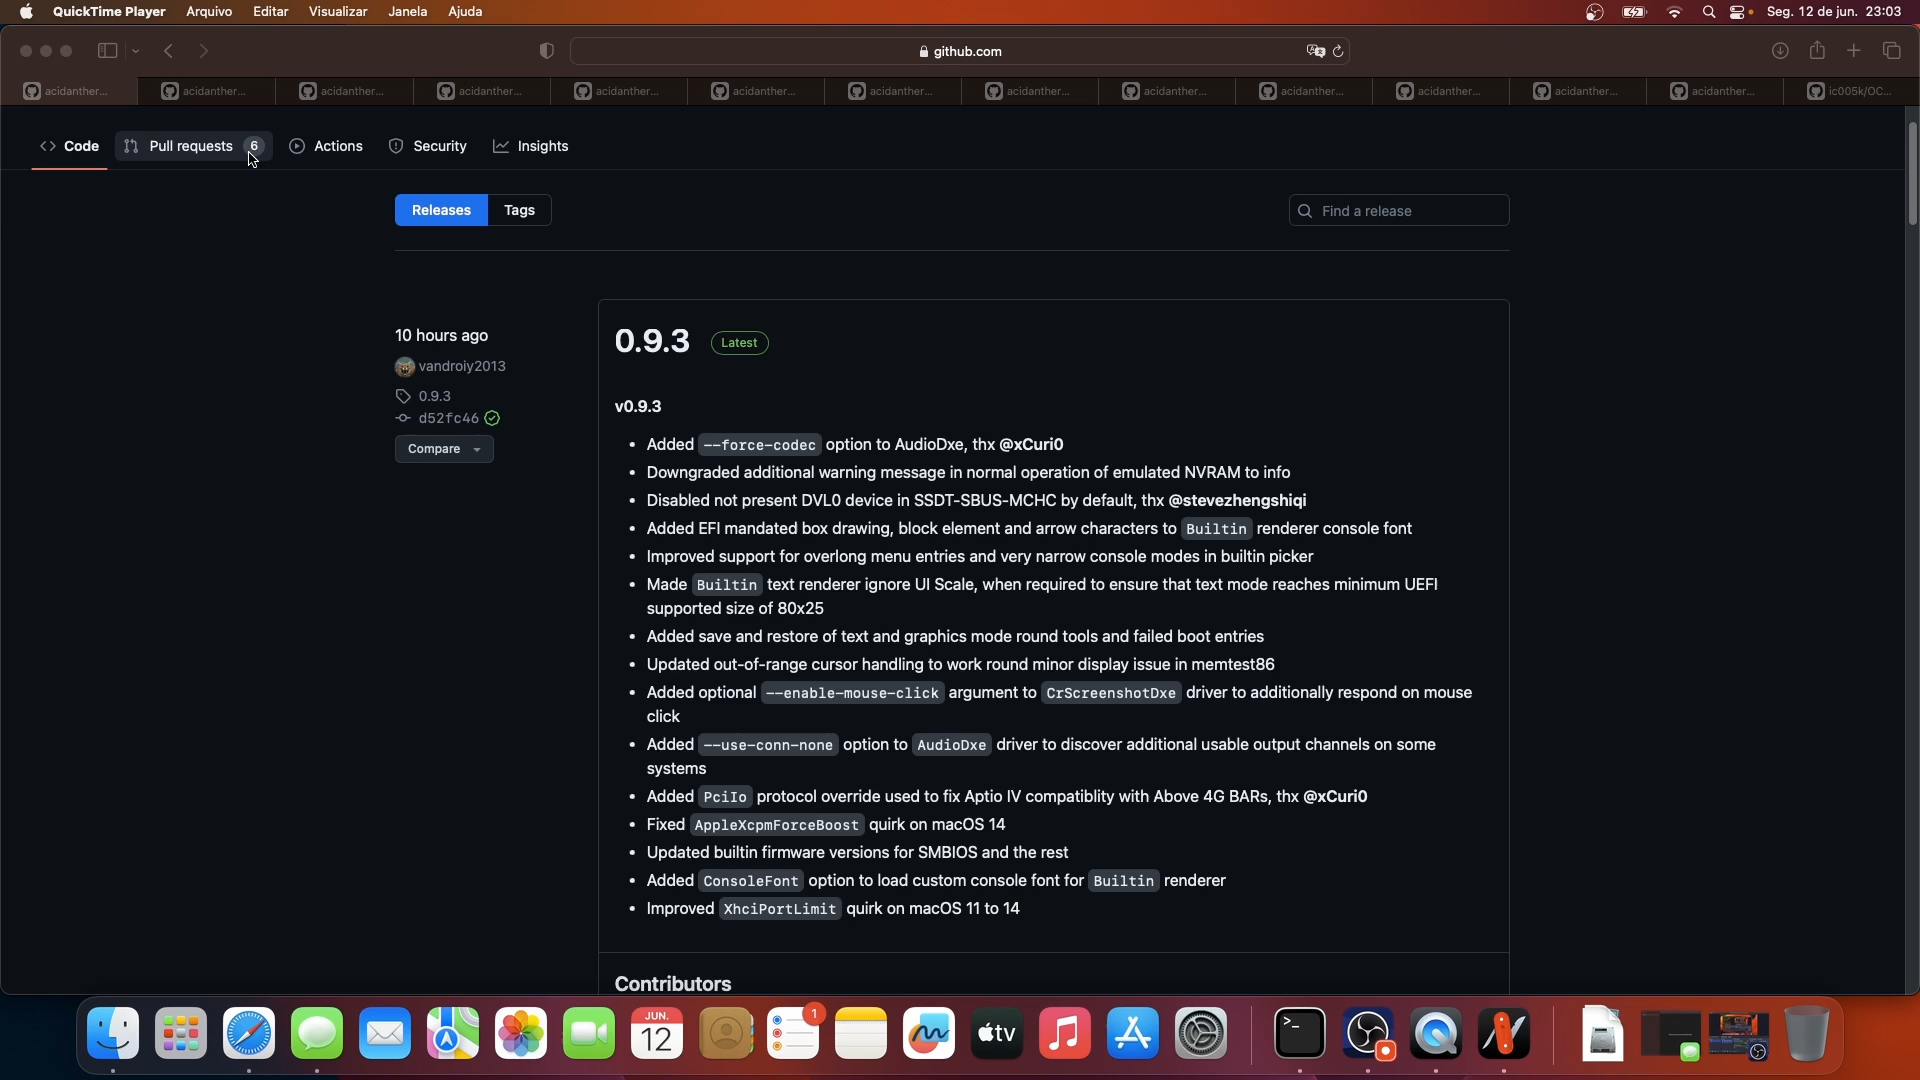 QuickTime Player Arquivo Editar Visualizar Janela Ajuda Seg. 12 de jun. 23:03
github.com
acidanther... acidanther... acidanther... acidanther... acidanther... acidanther... acidanther... acidanther... acidanther... acidanther... acidanther... acidanther... acidanther... ic005k/OC...
Code Pull requests 6 Actions Security Insights
Releases Tags Find a release
10 hours ago
vandroiy2013
0.9.3
d52fc46
Compare
0.9.3 Latest
v0.9.3
• Added --force-codec option to AudioDxe, thx @xCuri0
• Downgraded additional warning message in normal operation of emulated NVRAM to info
• Disabled not present DVL0 device in SSDT-SBUS-MCHC by default, thx @stevezhengshiqi
• Added EFI mandated box drawing, block element and arrow characters to Builtin renderer console font
• Improved support for overlong menu entries and very narrow console modes in builtin picker
• Made Builtin text renderer ignore UI Scale, when required to ensure that text mode reaches minimum UEFI
supported size of 80x25
• Added save and restore of text and graphics mode round tools and failed boot entries
• Updated out-of-range cursor handling to work round minor display issue in memtest86
• Added optional --enable-mouse-click argument to CrScreenshotDxe driver to additionally respond on mouse
click
• Added --use-conn-none option to AudioDxe driver to discover additional usable output channels on some
systems
• Added PciIo protocol override used to fix Aptio IV compatiblity with Above 4G BARs, thx @xCuri0
• Fixed AppleXcpmForceBoost quirk on macOS 14
• Updated builtin firmware versions for SMBIOS and the rest
• Added ConsoleFont option to load custom console font for Builtin renderer
• Improved XhciPortLimit quirk on macOS 11 to 14
Contributors
JUN.
12
1
tv